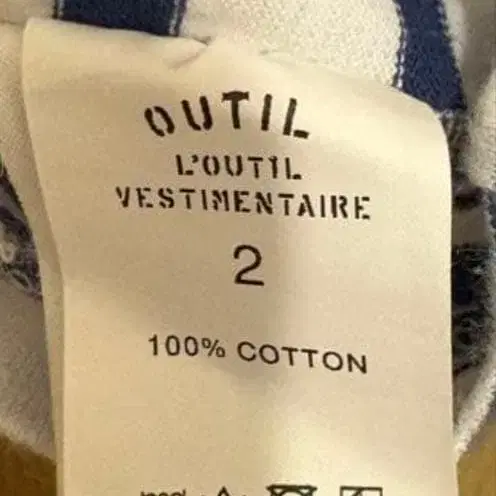 OUTIL
L'OUTIL
VESTIMENTAIRE
2
100% COTTON